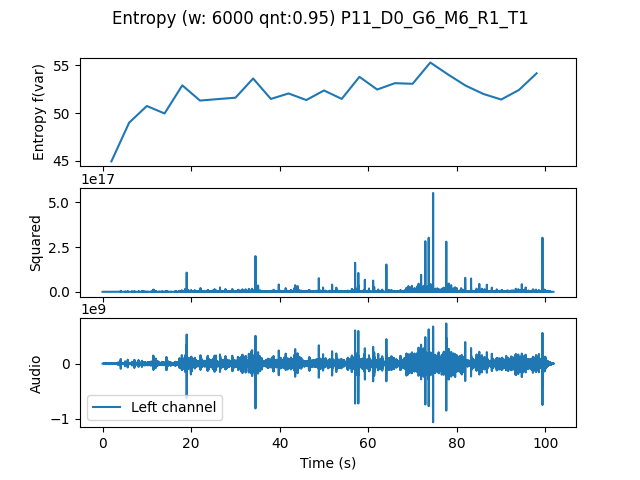 Entropy (w: 6000 qnt:0.95) P11_D0_G6_M6_R1_T1
55
50
45
Entropy f(var)
1e17
5.0
2.5
0.0
Squared
1e9
0
−1
Audio
Left channel
0 20 40 60 80 100
Time (s)